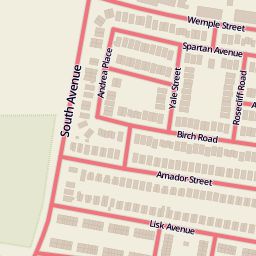 Wemple Street
Spartan Avenue
Andrea Place
South Avenue
Yale Street
Rosecliff Road
Birch Road
Amador Street
Lisk Avenue